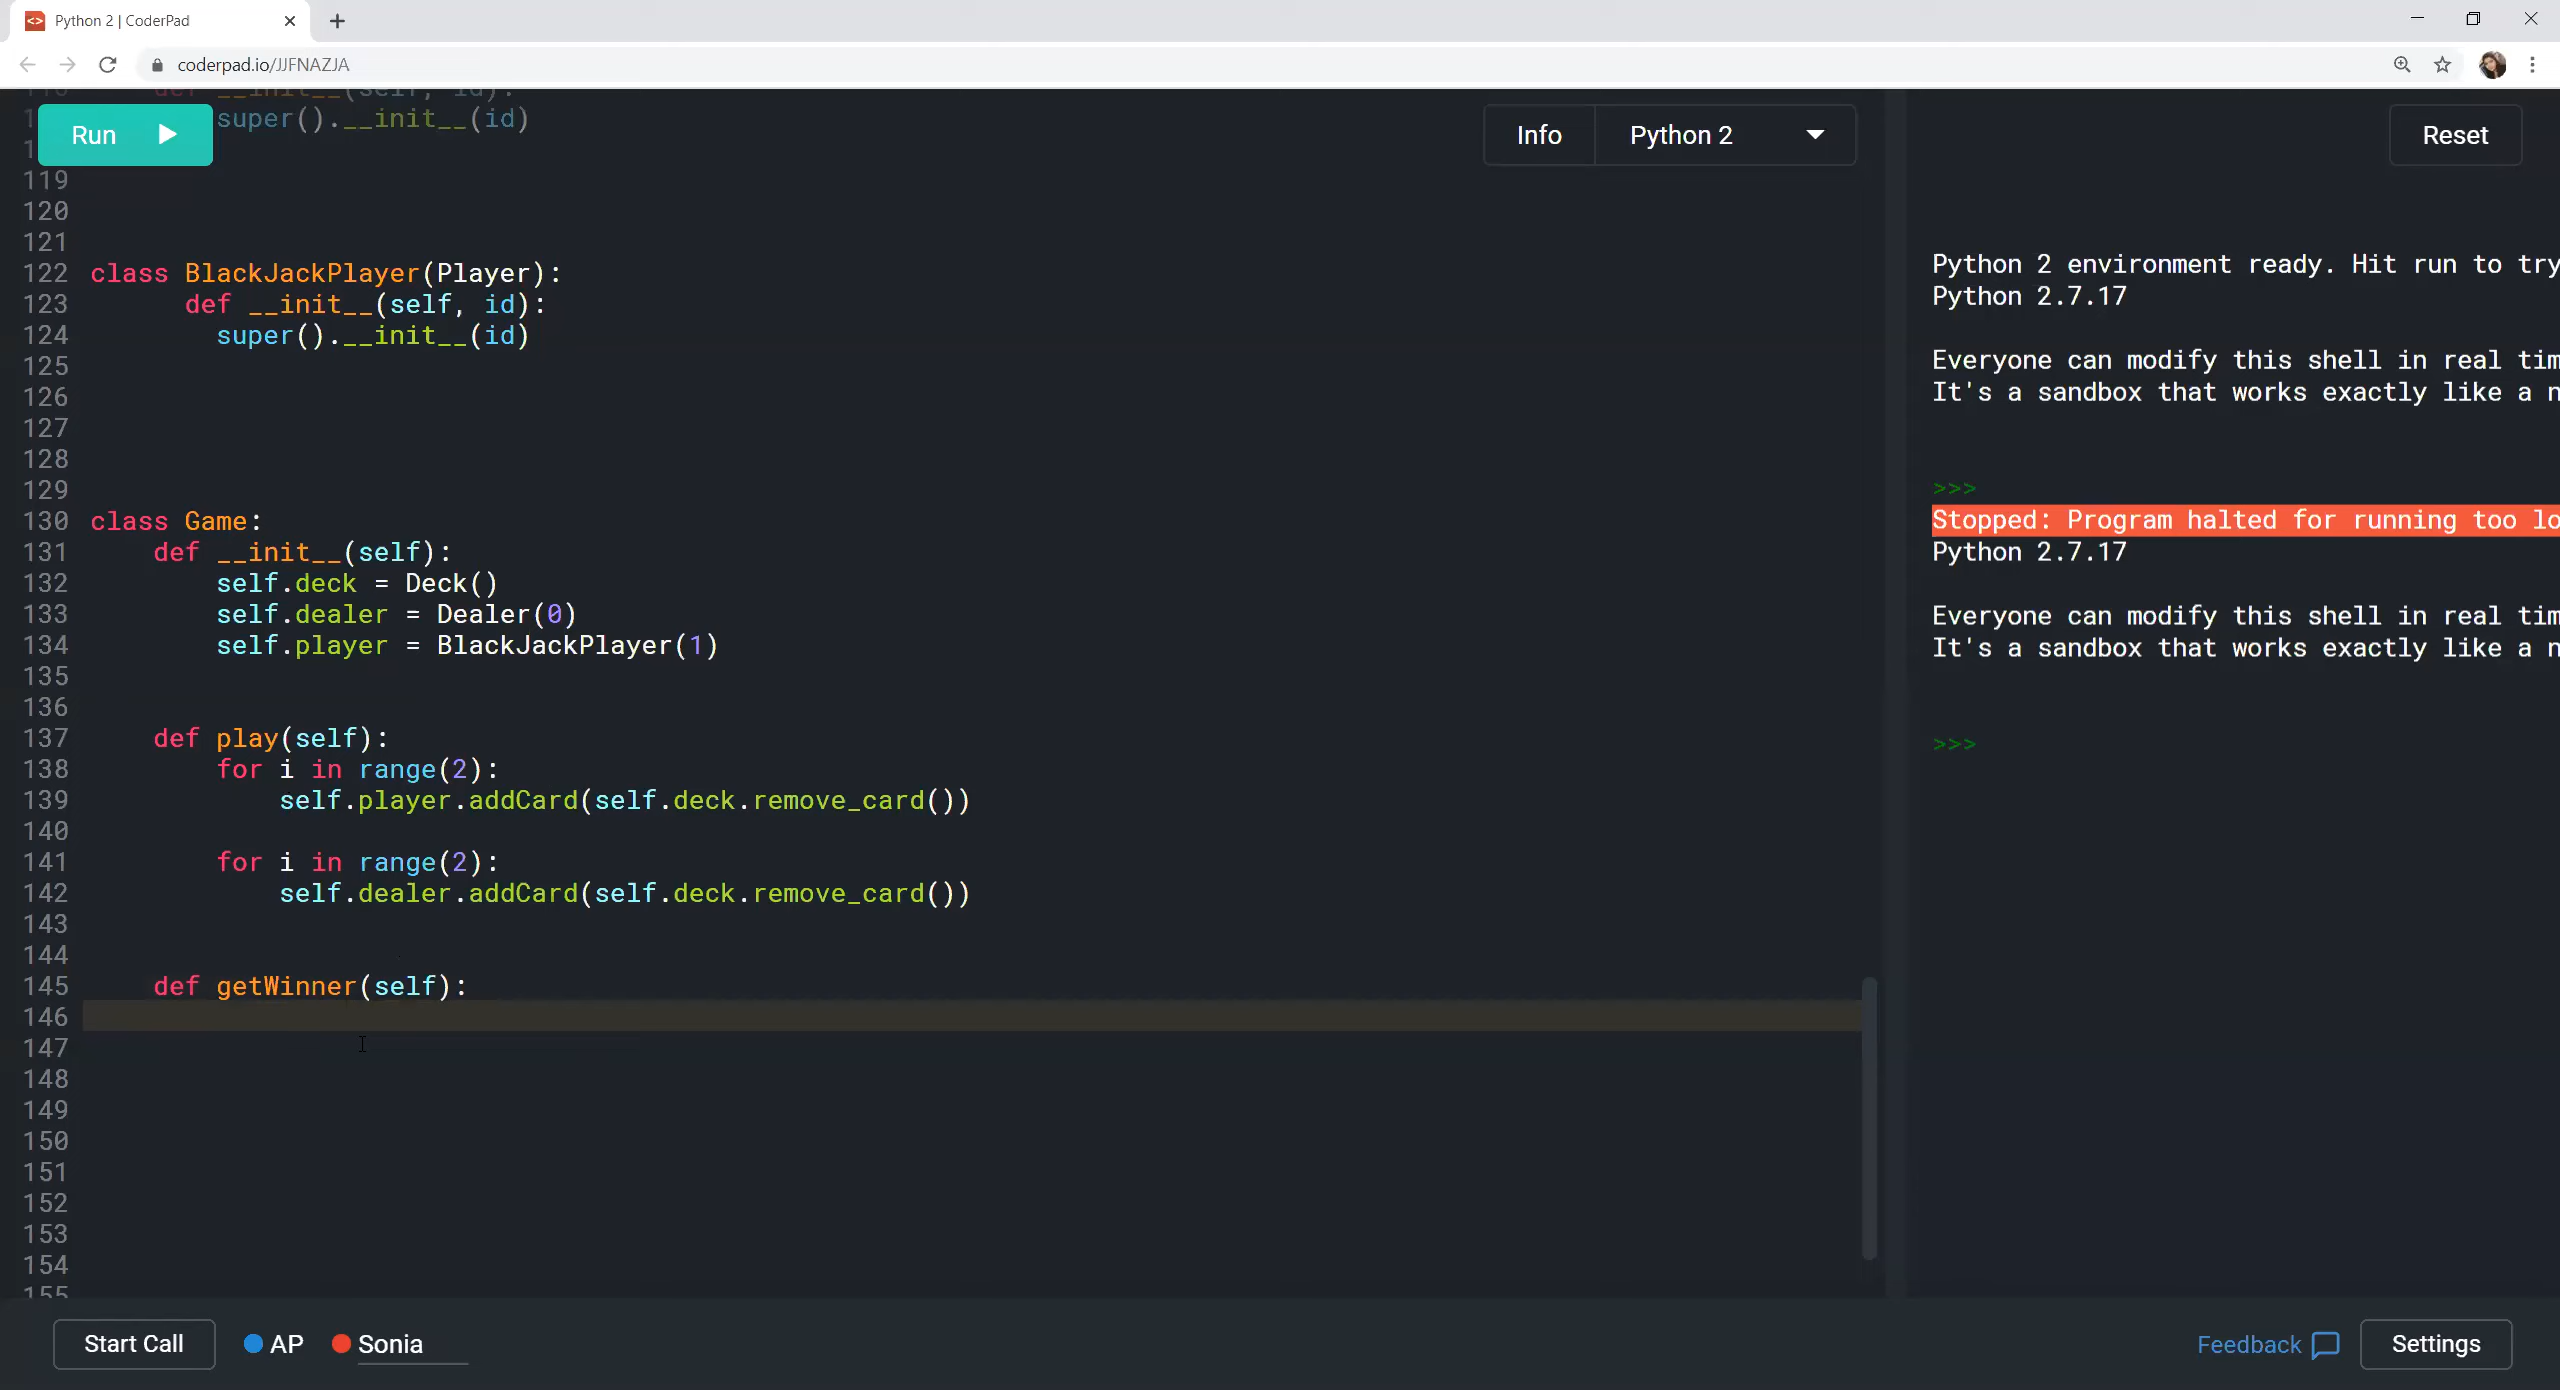 Python 2 | CoderPad
coderpad.io/JJFNAZJA
Run
Info
Python 2
Reset
super().__init__(id)
119
120
121
122 class BlackJackPlayer(Player):
123 def __init__(self, id):
124 super().__init__(id)
125
126
127
128
129
130 class Game:
131 def __init__(self):
132 self.deck = Deck()
133 self.dealer = Dealer(0)
134 self.player = BlackJackPlayer(1)
135
136
137 def play(self):
138 for i in range(2):
139 self.player.addCard(self.deck.remove_card())
140
141 for i in range(2):
142 self.dealer.addCard(self.deck.remove_card())
143
144
145 def getWinner(self):
146
147
148
149
150
151
152
153
154
155
Python 2 environment ready. Hit run to try
Python 2.7.17
Everyone can modify this shell in real tim
It's a sandbox that works exactly like a n
>>>
Stopped: Program halted for running too lo
Python 2.7.17
Everyone can modify this shell in real tim
It's a sandbox that works exactly like a n
>>>
Start Call
AP
Sonia
Feedback
Settings